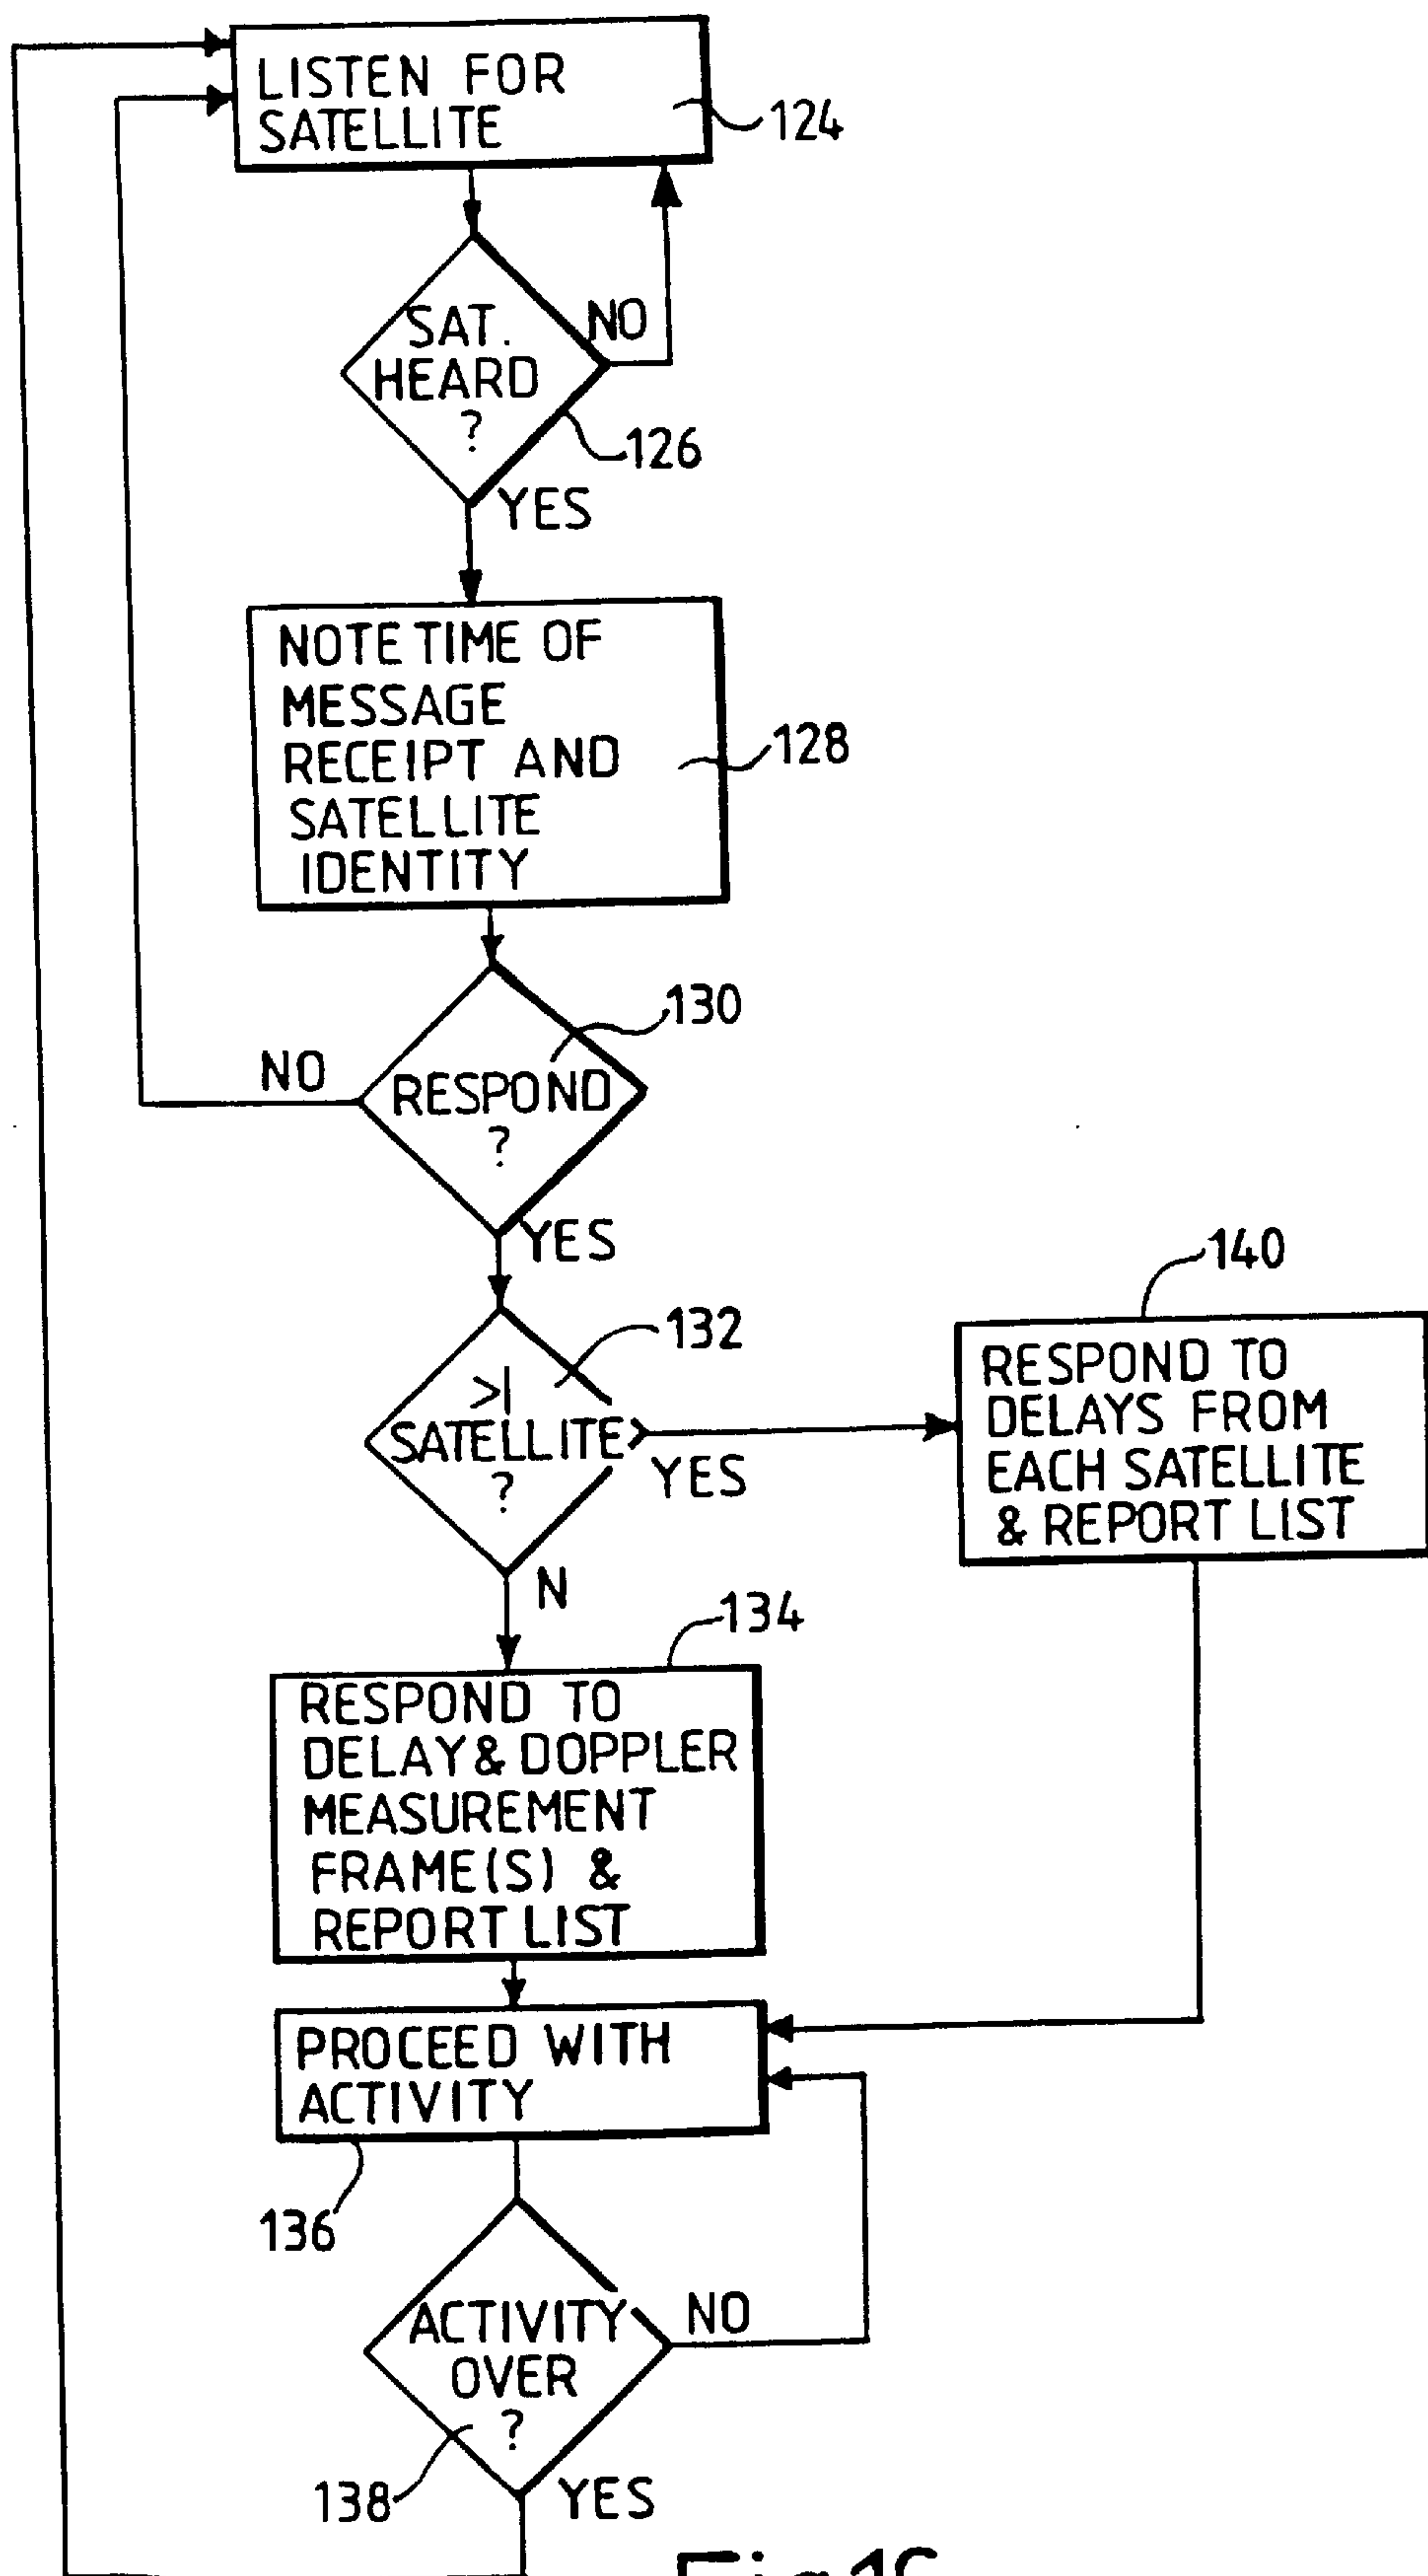 LISTEN FOR
SATELLITE
124
SAT.
HEARD
?
NO
126
YES
NOTE TIME OF
MESSAGE
RECEIPT AND
SATELLITE
IDENTITY
128
130
NO
RESPOND
?
YES
132
>1
SATELLITE
?
YES
N
140
RESPOND TO
DELAYS FROM
EACH SATELLITE
& REPORT LIST
134
RESPOND TO
DELAY & DOPPLER
MEASUREMENT
FRAME(S) &
REPORT LIST
PROCEED WITH
ACTIVITY
136
ACTIVITY
OVER
?
NO
138
YES